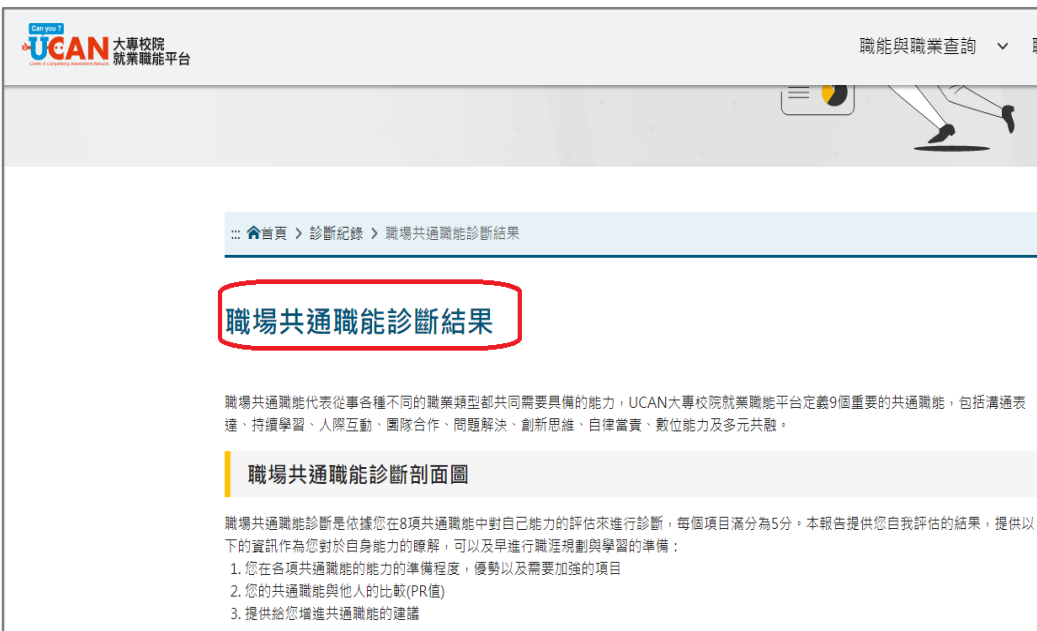 Can you ?
UCAN 大專校院
就業職能平台
Career & Competency Assessment Network
職能與職業查詢
::: 首頁 > 診斷紀錄 > 職場共通職能診斷結果
職場共通職能診斷結果
職場共通職能代表從事各種不同的職業類型都共同需要具備的能力，UCAN大專校院就業職能平台定義9個重要的共通職能，包括溝通表
達、持續學習、人際互動、團隊合作、問題解決、創新思維、自律當責、數位能力及多元共融。
職場共通職能診斷剖面圖
職場共通職能診斷是依據您在8項共通職能中對自己能力的評估來進行診斷，每個項目滿分為5分。本報告提供您自我評估的結果，提供以
下的資訊作為您對於自身能力的瞭解，可以及早進行職涯規劃與學習的準備：
1. 您在各項共通職能的能力的準備程度，優勢以及需要加強的項目
2. 您的共通職能與他人的比較(PR值)
3. 提供給您增進共通職能的建議